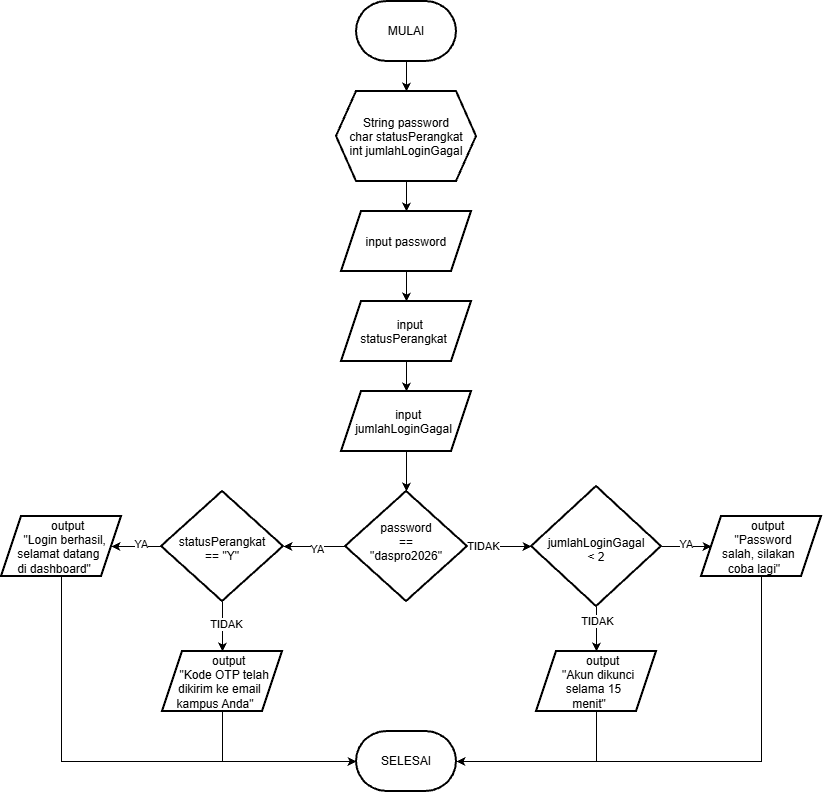 MULAI
String password
char statusPerangkat
int jumlahLoginGagal
input password
input
statusPerangkat
input
jumlahLoginGagal
password
==
"daspro2026"
YA
TIDAK
statusPerangkat
== "Y"
YA
TIDAK
output
"Login berhasil,
selamat datang
di dashboard"
output
"Kode OTP telah
dikirim ke email
kampus Anda"
jumlahLoginGagal
< 2
YA
TIDAK
output
"Password
salah, silakan
coba lagi"
output
"Akun dikunci
selama 15
menit"
SELESAI